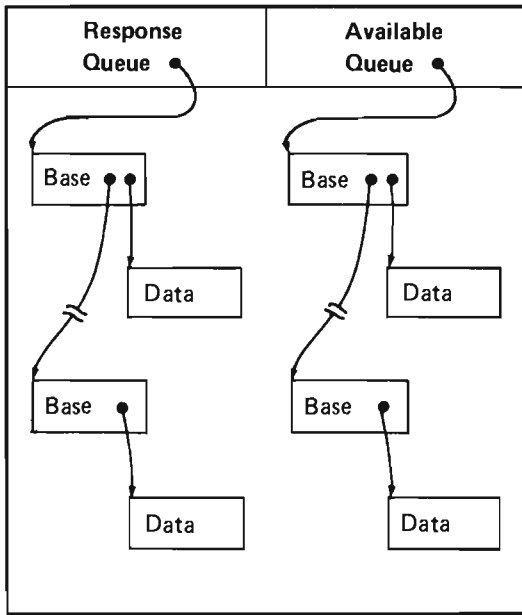 Response
Queue
Available
Queue
Base
Base
Data
Data
Base
Base
Data
Data